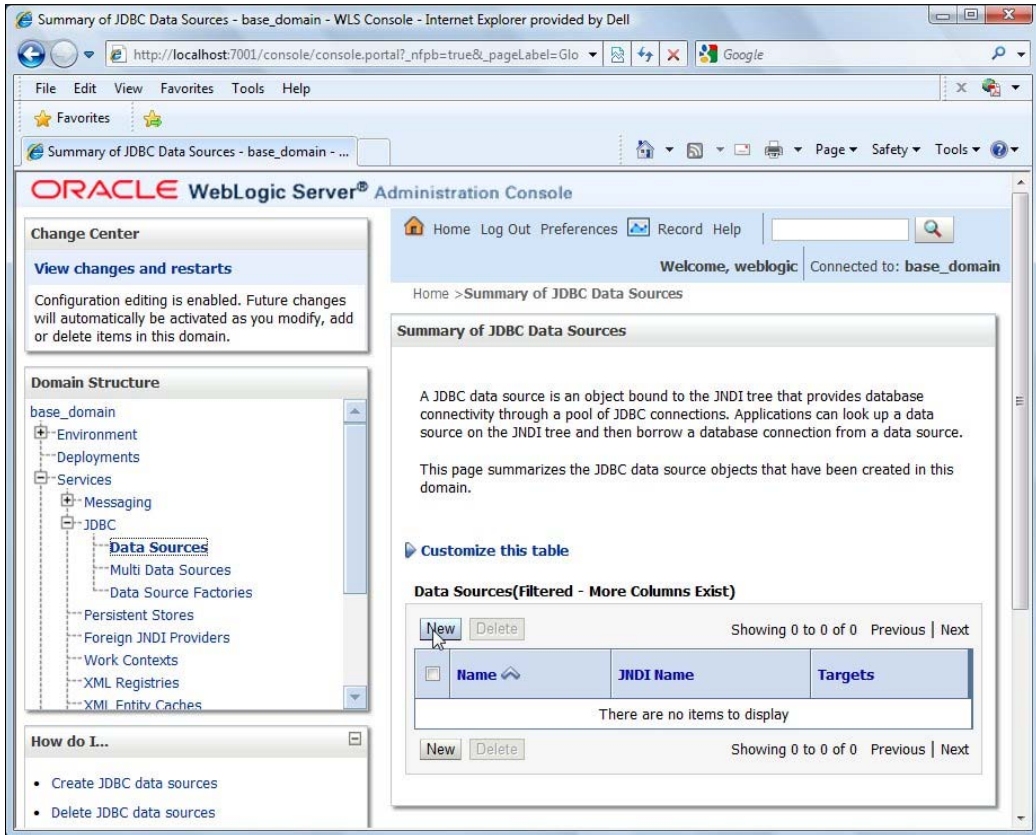 Summary of JDBC Data Sources - base_domain - WLS Console - Internet Explorer provided by Dell
http://localhost:7001/console/console.portal?_nfpb=true&_pageLabel=Glo
Google
File Edit View Favorites Tools Help
Favorites
Summary of JDBC Data Sources - base_domain - ...
Page Safety Tools
ORACLE WebLogic Server® Administration Console
Change Center
View changes and restarts
Configuration editing is enabled. Future changes
will automatically be activated as you modify, add
or delete items in this domain.
Domain Structure
base_domain
Environment
Deployments
Services
Messaging
JDBC
Data Sources
Multi Data Sources
Data Source Factories
Persistent Stores
Foreign JNDI Providers
Work Contexts
XML Registries
XML Entity Caches
How do I...
Create JDBC data sources
Delete JDBC data sources
Home Log Out Preferences Record Help
Welcome, weblogic Connected to: base_domain
Home >Summary of JDBC Data Sources
Summary of JDBC Data Sources
A JDBC data source is an object bound to the JNDI tree that provides database
connectivity through a pool of JDBC connections. Applications can look up a data
source on the JNDI tree and then borrow a database connection from a data source.
This page summarizes the JDBC data source objects that have been created in this
domain.
Customize this table
Data Sources(Filtered - More Columns Exist)
New Delete Showing 0 to 0 of 0 Previous | Next
Name JNDI Name Targets
There are no items to display
New Delete Showing 0 to 0 of 0 Previous | Next